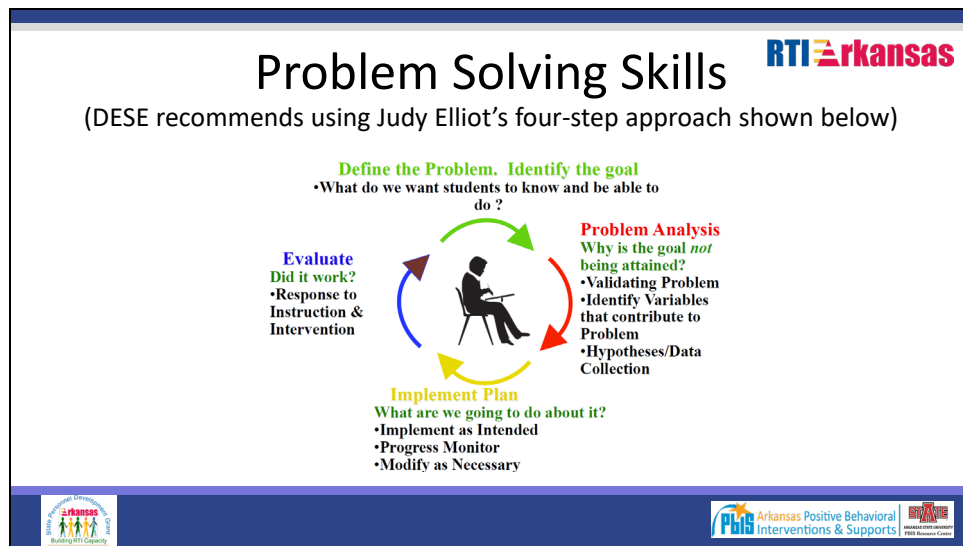 RTI Arkansas
Problem Solving Skills
(DESE recommends using Judy Elliot's four-step approach shown below)
Define the Problem. Identify the goal
•What do we want students to know and be able to
do ?
Problem Analysis
Why is the goal not
being attained?
•Validating Problem
•Identify Variables
that contribute to
Problem
•Hypotheses/Data
Collection
Evaluate
Did it work?
•Response to
Instruction &
Intervention
Implement Plan
What are we going to do about it?
•Implement as Intended
•Progress Monitor
•Modify as Necessary
State Personnel Development Grant
Arkansas
Building RTI Capacity
PbIS
Arkansas Positive Behavioral
Interventions & Supports
STATE
ARKANSAS STATE UNIVERSITY
PBIS Resource Center